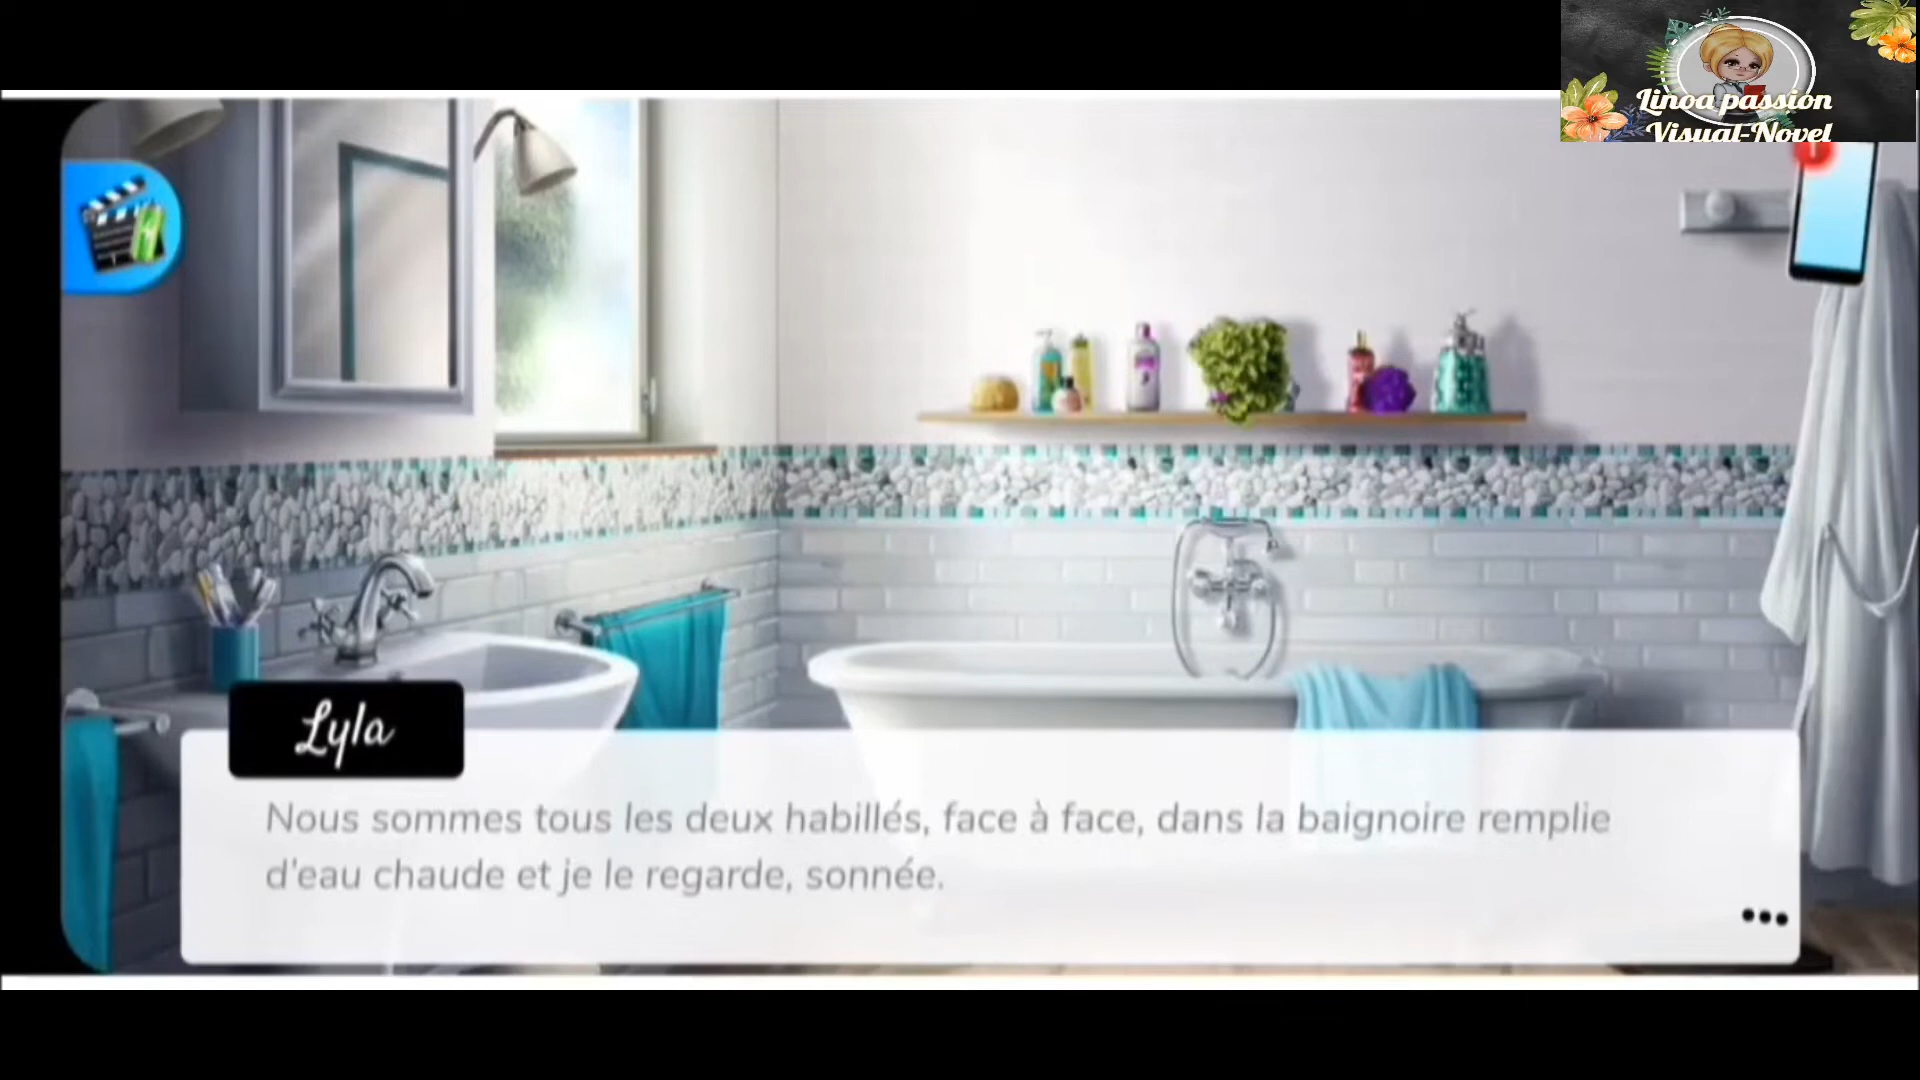 Linoa passion
Visual-Novel
Lyla
Nous sommes tous les deux habillés, face à face, dans la baignoire remplie
d'eau chaude et je le regarde, sonnée.